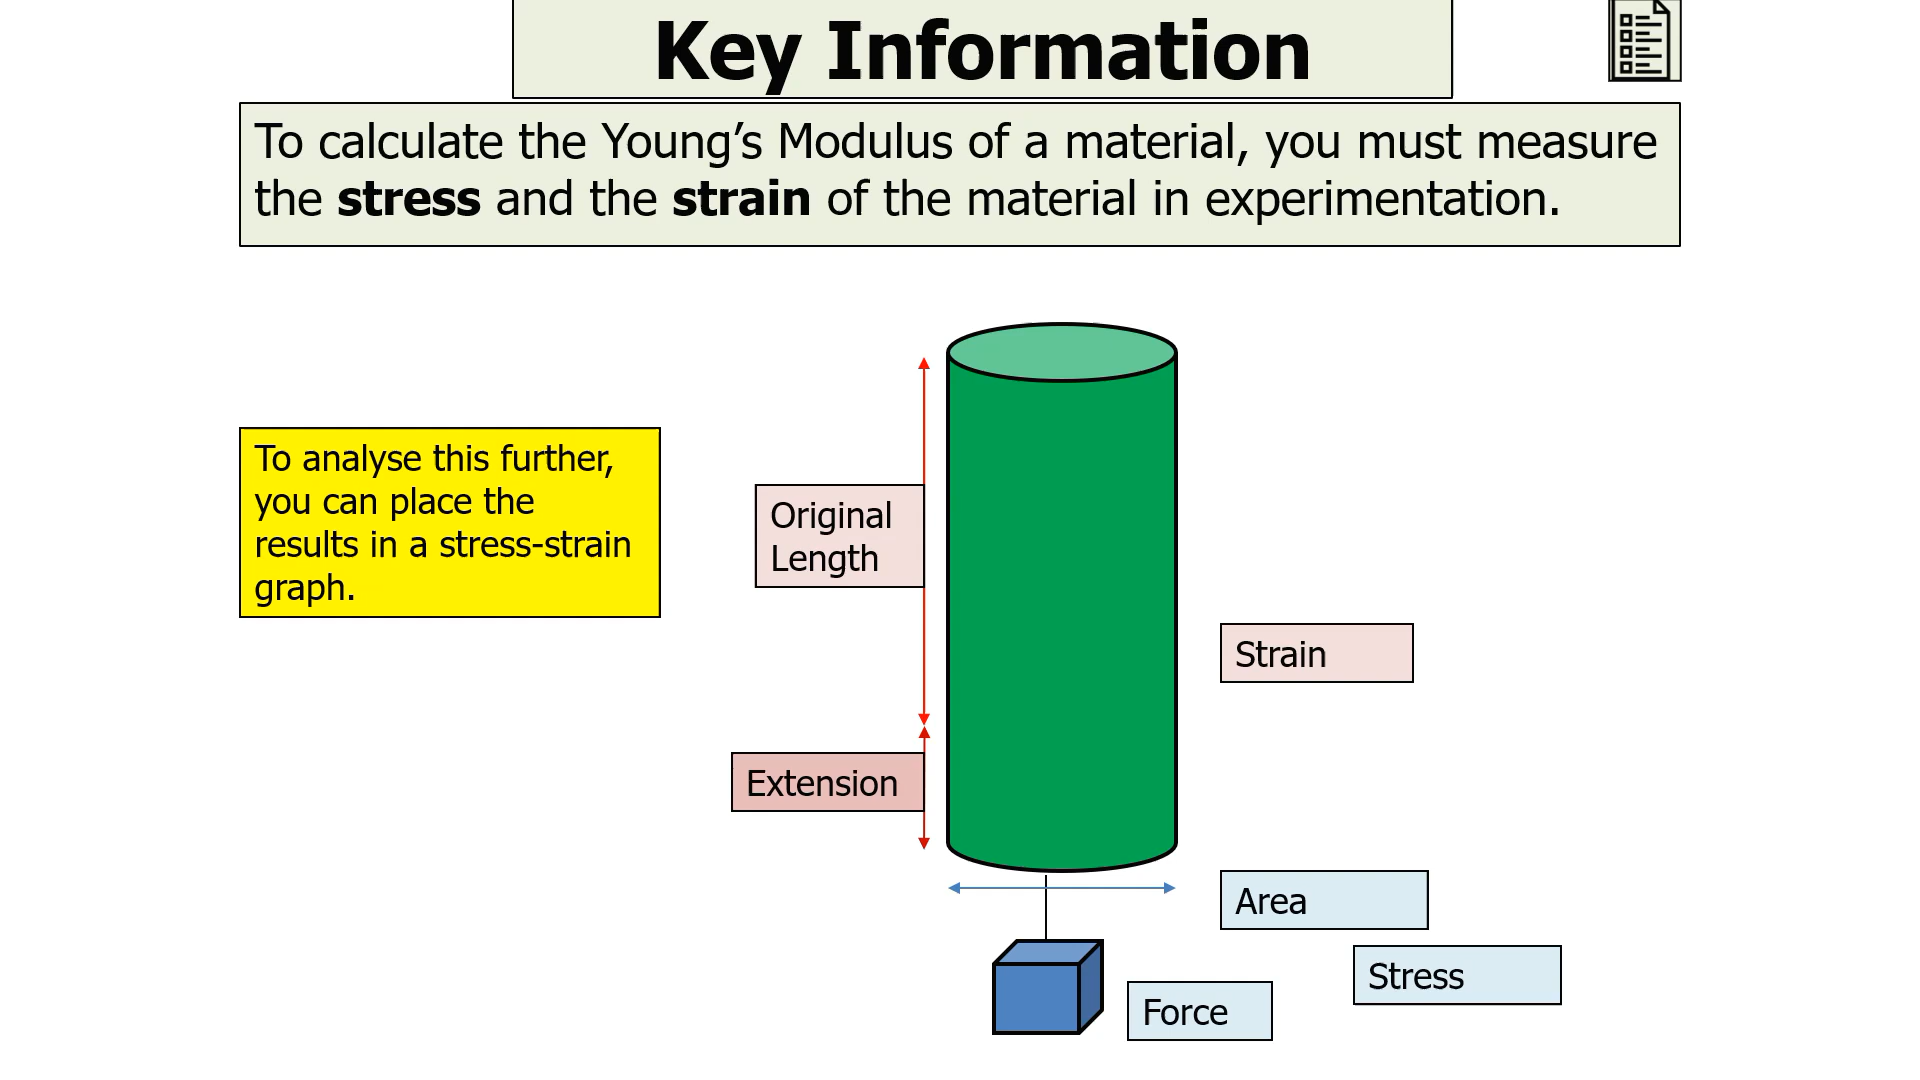 Key Information
To calculate the Young’s Modulus of a material, you must measure
the stress and the strain of the material in experimentation.
To analyse this further,
you can place the
results in a stress-strain
graph.
Original
Length
Strain
Extension
Area
Stress
Force